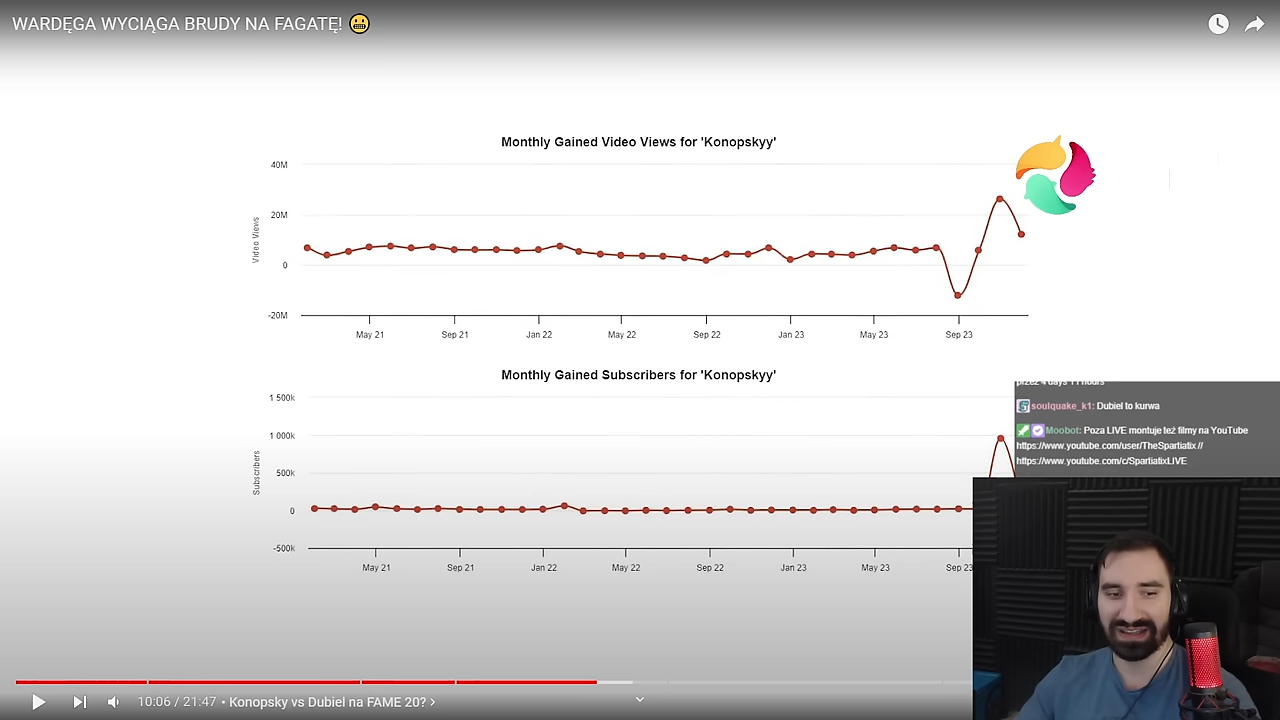 WARDĘGA WYCIĄGA BRUDY NA FAGATĘ! 😬
Monthly Gained Video Views for 'Konopskyy'
40M
20M
0
-20M
Video Views
May 21 Sep 21 Jan 22 May 22 Sep 22 Jan 23 May 23 Sep 23
Monthly Gained Subscribers for 'Konopskyy'
1 500k
1 000k
500k
0
-500k
Subscribers
May 21 Sep 21 Jan 22 May 22 Sep 22 Jan 23 May 23 Sep 23
przez 4 days 11 hours
soulquake_k1: Dubiel to kurwa
Moobot: Poza LIVE montuje też filmy na YouTube
https://www.youtube.com/user/TheSpartiatix //
https://www.youtube.com/c/SpartiatixLIVE
10:06 / 21:47 • Konopsky vs Dubiel na FAME 20? ›